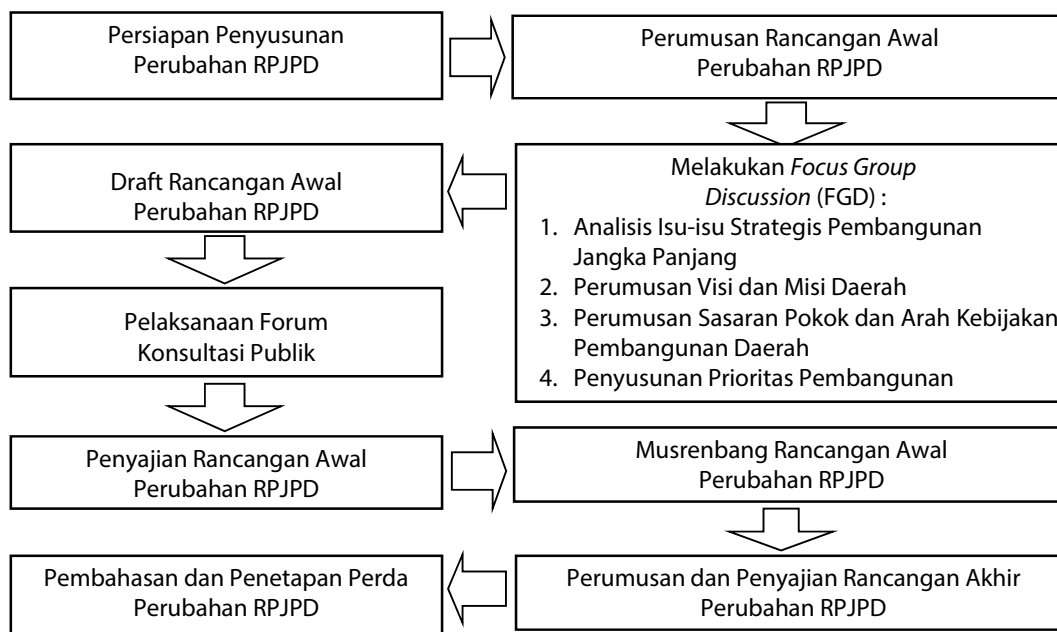 Persiapan Penyusunan
Perubahan RPJPD
Perumusan Rancangan Awal
Perubahan RPJPD
Melakukan Focus Group
Discussion (FGD) :
1. Analisis Isu-isu Strategis Pembangunan
Jangka Panjang
2. Perumusan Visi dan Misi Daerah
3. Perumusan Sasaran Pokok dan Arah Kebijakan
Pembangunan Daerah
4. Penyusunan Prioritas Pembangunan
Draft Rancangan Awal
Perubahan RPJPD
Pelaksanaan Forum
Konsultasi Publik
Penyajian Rancangan Awal
Perubahan RPJPD
Musrenbang Rancangan Awal
Perubahan RPJPD
Perumusan dan Penyajian Rancangan Akhir
Perubahan RPJPD
Pembahasan dan Penetapan Perda
Perubahan RPJPD